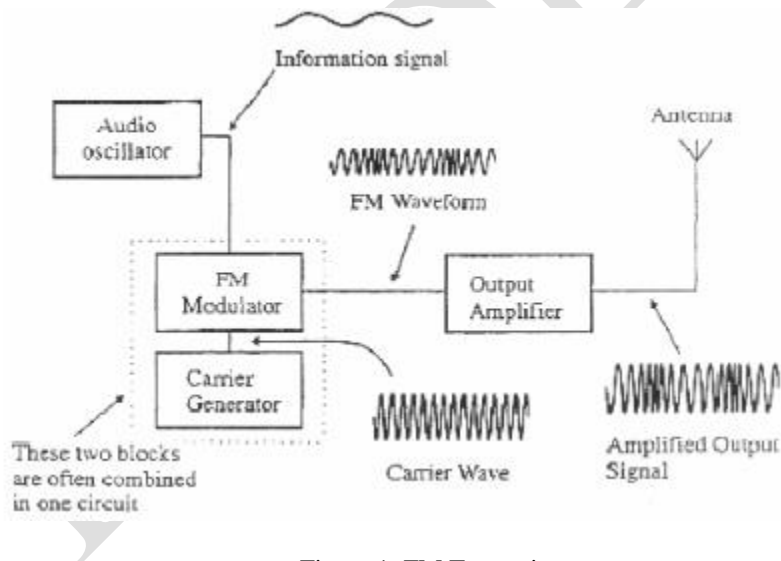 Information signal
Audio
oscillator
Antenna
FM Waveform
FM
Modulator
Output
Amplifier
Carrier
Generator
These two blocks
are often combined
in one circuit
Carrier Wave
Amplified Output
Signal